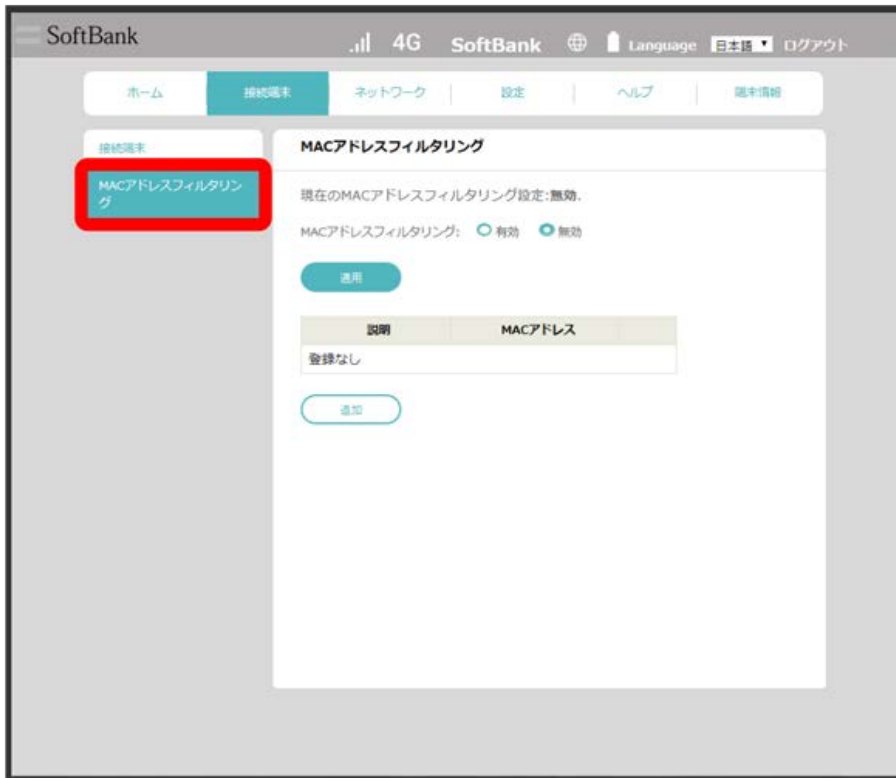 SoftBank
4G SoftBank Language 日本語 ログアウト
ホーム 接続端末 ネットワーク 設定 ヘルプ 端末情報
接続端末
MACアドレスフィルタリン
グ
MACアドレスフィルタリング
現在のMACアドレスフィルタリング設定:無効.
MACアドレスフィルタリング: 有効 無効
適用
説明 MACアドレス
登録なし
追加